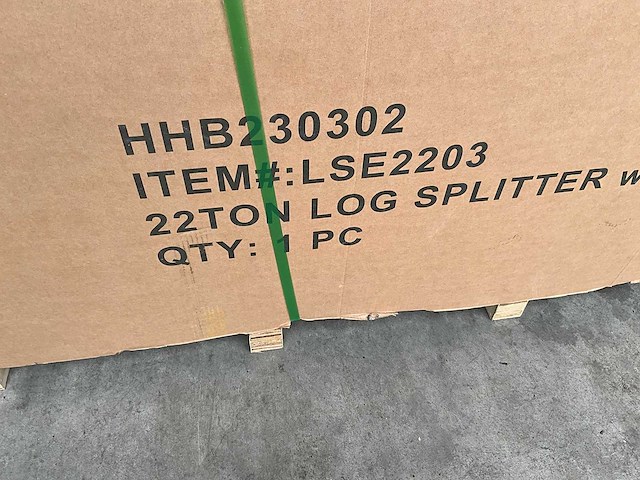 HHB230302
ITEM#:LSE2203
22TON LOG SPLITTER
QTY: 1 PC